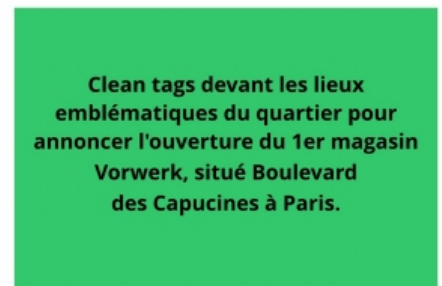 Clean tags devant les lieux
emblématiques du quartier pour
annoncer l'ouverture du 1er magasin
Vorwerk, situé Boulevard
des Capucines à Paris.